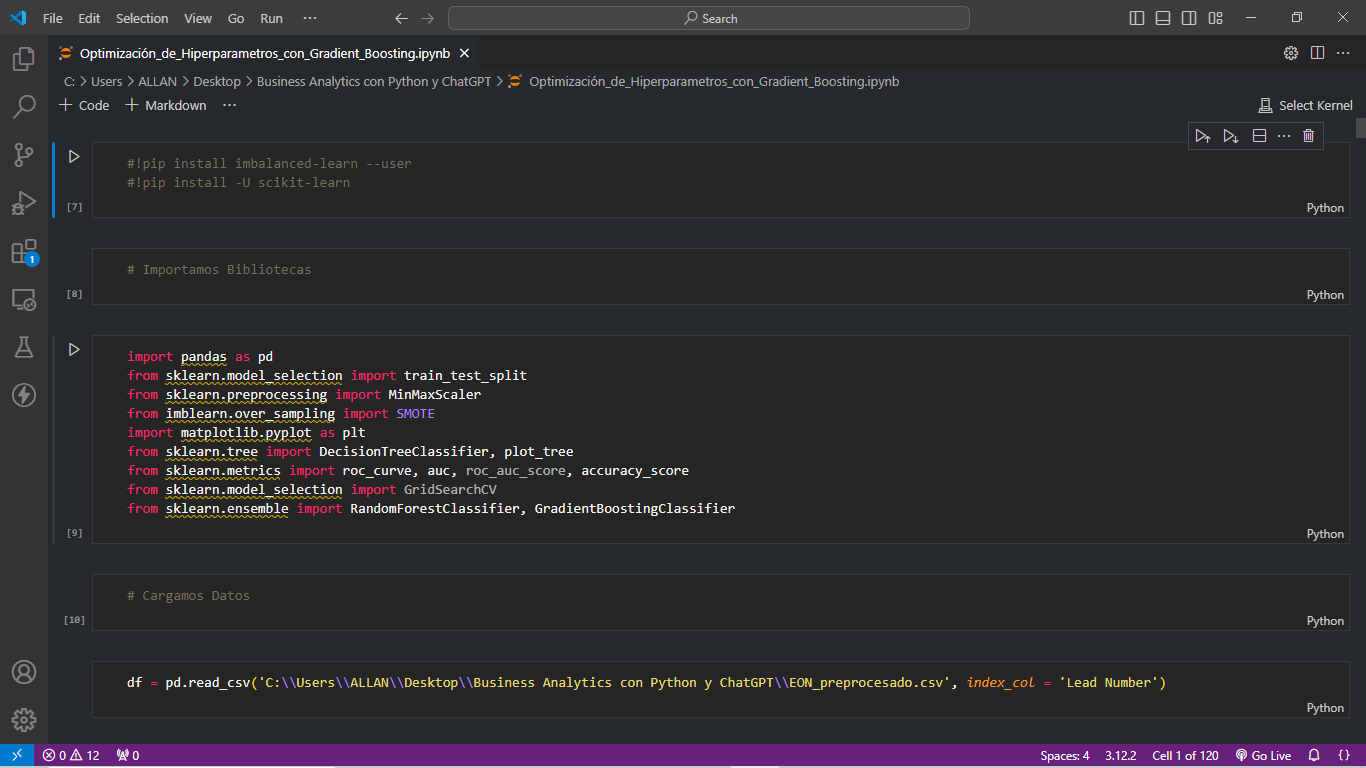 File Edit Selection View Go Run ··· Search
Optimización_de_Hiperparametros_con_Gradient_Boosting.ipynb
C: > Users > ALLAN > Desktop > Business Analytics con Python y ChatGPT > Optimización_de_Hiperparametros_con_Gradient_Boosting.ipynb
+ Code + Markdown ··· Select Kernel
#!pip install imbalanced-learn --user
#!pip install -U scikit-learn
[7] Python
# Importamos Bibliotecas
[8] Python
1
import pandas as pd
from sklearn.model_selection import train_test_split
from sklearn.preprocessing import MinMaxScaler
from imblearn.over_sampling import SMOTE
import matplotlib.pyplot as plt
from sklearn.tree import DecisionTreeClassifier, plot_tree
from sklearn.metrics import roc_curve, auc, roc_auc_score, accuracy_score
from sklearn.model_selection import GridSearchCV
from sklearn.ensemble import RandomForestClassifier, GradientBoostingClassifier
[9] Python
# Cargamos Datos
[10] Python
df = pd.read_csv('C:\\Users\\ALLAN\\Desktop\\Business Analytics con Python y ChatGPT\\EON_preprocesado.csv', index_col = 'Lead Number')
Python
0 12 0 Spaces: 4 3.12.2 Cell 1 of 120 Go Live {}